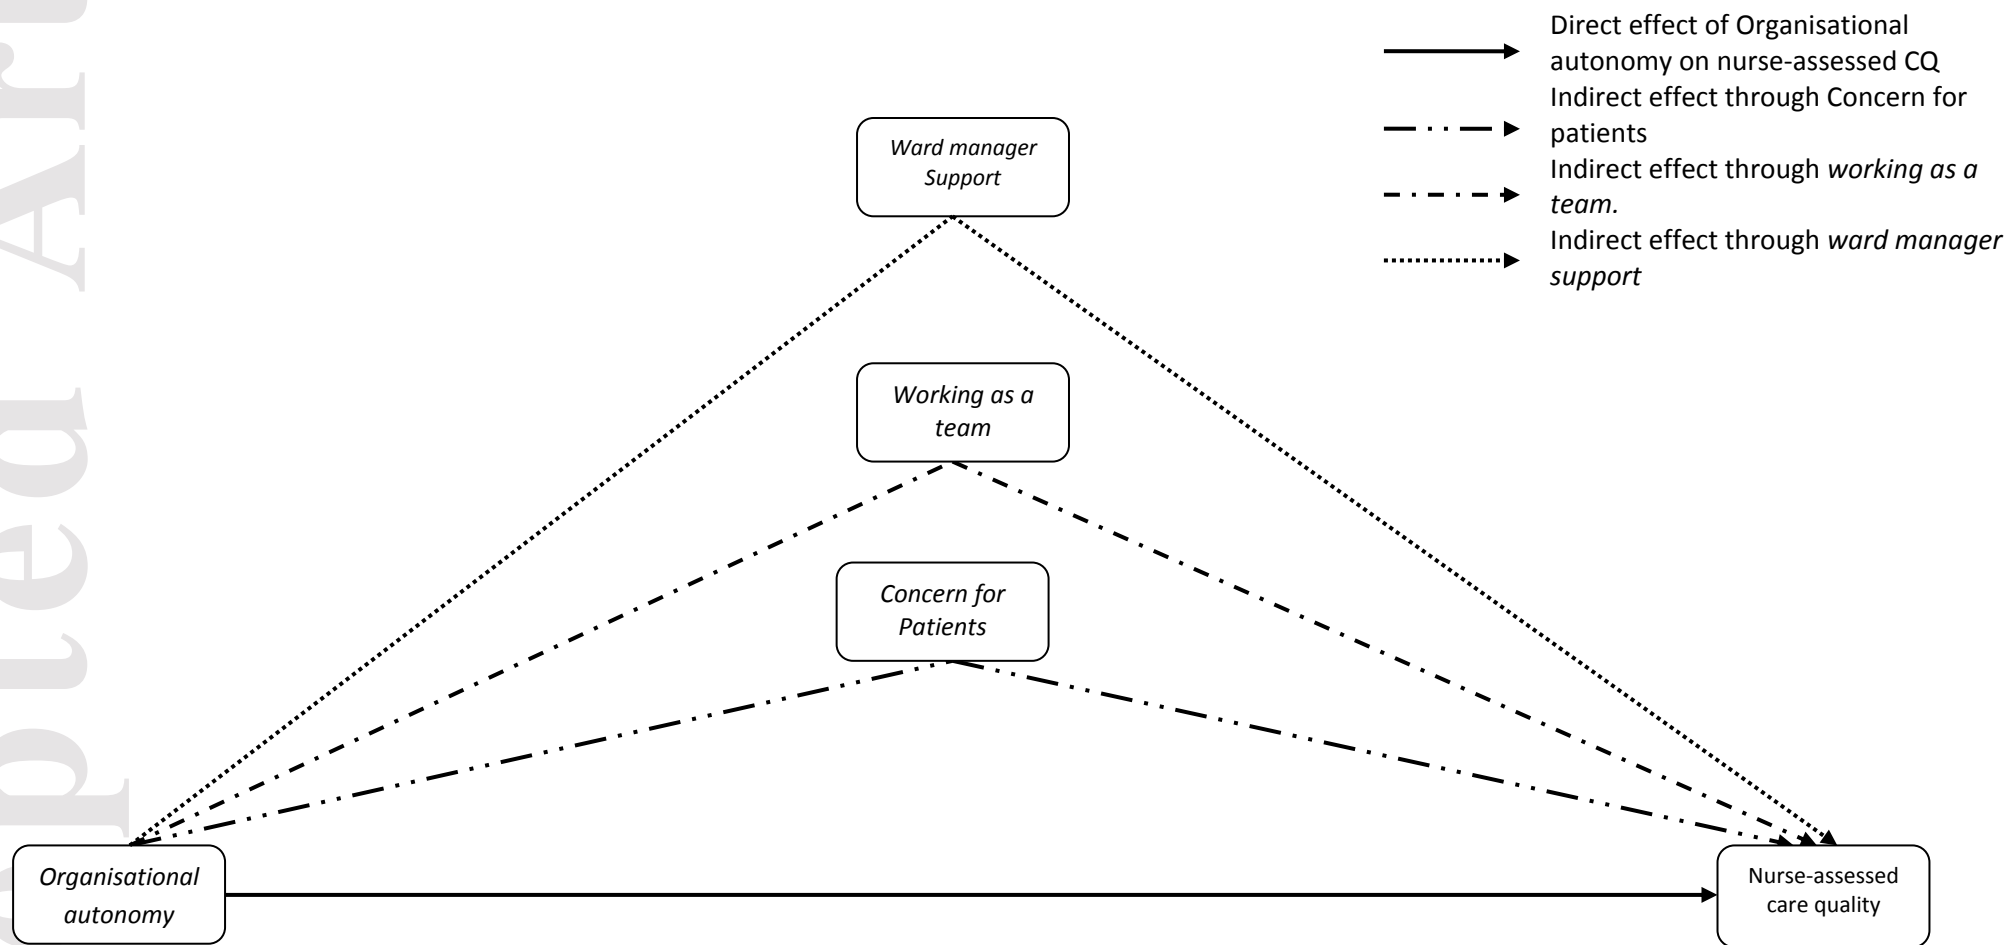 Direct effect of Organisational
autonomy on nurse-assessed CQ
Indirect effect through Concern for
patients
Indirect effect through working as a
team.
Indirect effect through ward manager
support
Ward manager
Support
Working as a
team
Concern for
Patients
Organisational
autonomy
Nurse-assessed
care quality